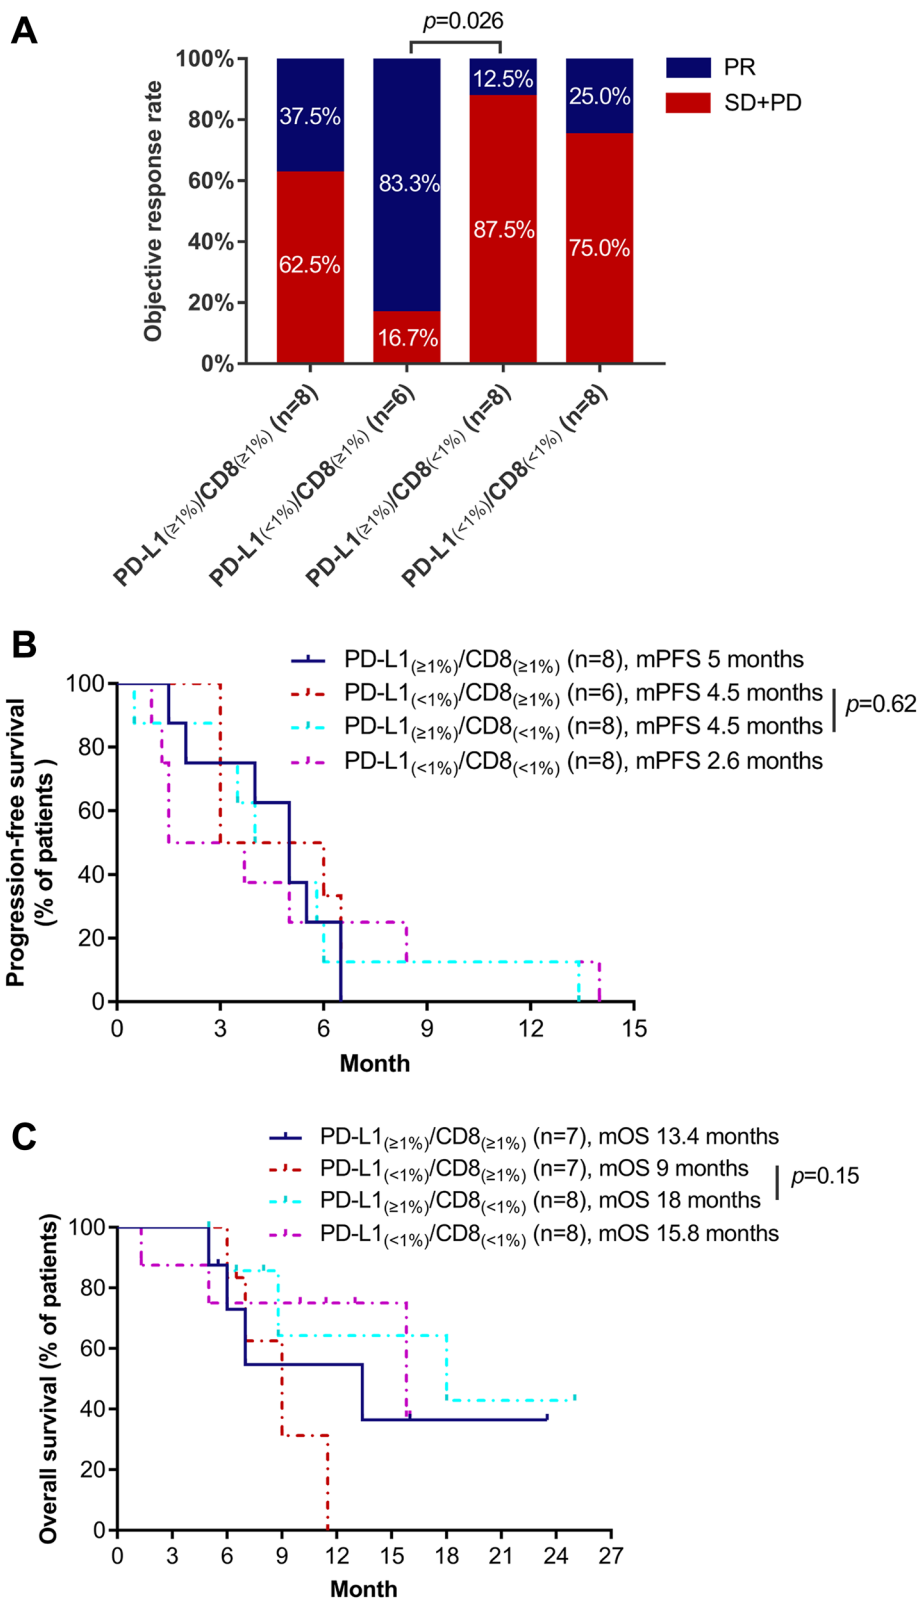 A
p=0.026
Objective response rate
100%
80%
60%
40%
20%
0%
37.5%
62.5%
83.3%
16.7%
12.5%
87.5%
25.0%
75.0%
PR
SD+PD
PD-L1(≥1%)/CD8(≥1%) (n=8)
PD-L1(<1%)/CD8(≥1%) (n=6)
PD-L1(≥1%)/CD8(<1%) (n=8)
PD-L1(<1%)/CD8(<1%) (n=8)
B
PD-L1(≥1%)/CD8(≥1%) (n=8), mPFS 5 months
PD-L1(<1%)/CD8(≥1%) (n=6), mPFS 4.5 months
PD-L1(≥1%)/CD8(<1%) (n=8), mPFS 4.5 months
PD-L1(<1%)/CD8(<1%) (n=8), mPFS 2.6 months
p=0.62
Progression-free survival
(% of patients )
100
80
60
40
20
0
0 3 6 9 12 15
Month
C
PD-L1(≥1%)/CD8(≥1%) (n=7), mOS 13.4 months
PD-L1(<1%)/CD8(≥1%) (n=7), mOS 9 months
PD-L1(≥1%)/CD8(<1%) (n=8), mOS 18 months
PD-L1(<1%)/CD8(<1%) (n=8), mOS 15.8 months
p=0.15
Overall survival (% of patients)
100
80
60
40
20
0
0 3 6 9 12 15 18 21 24 27
Month